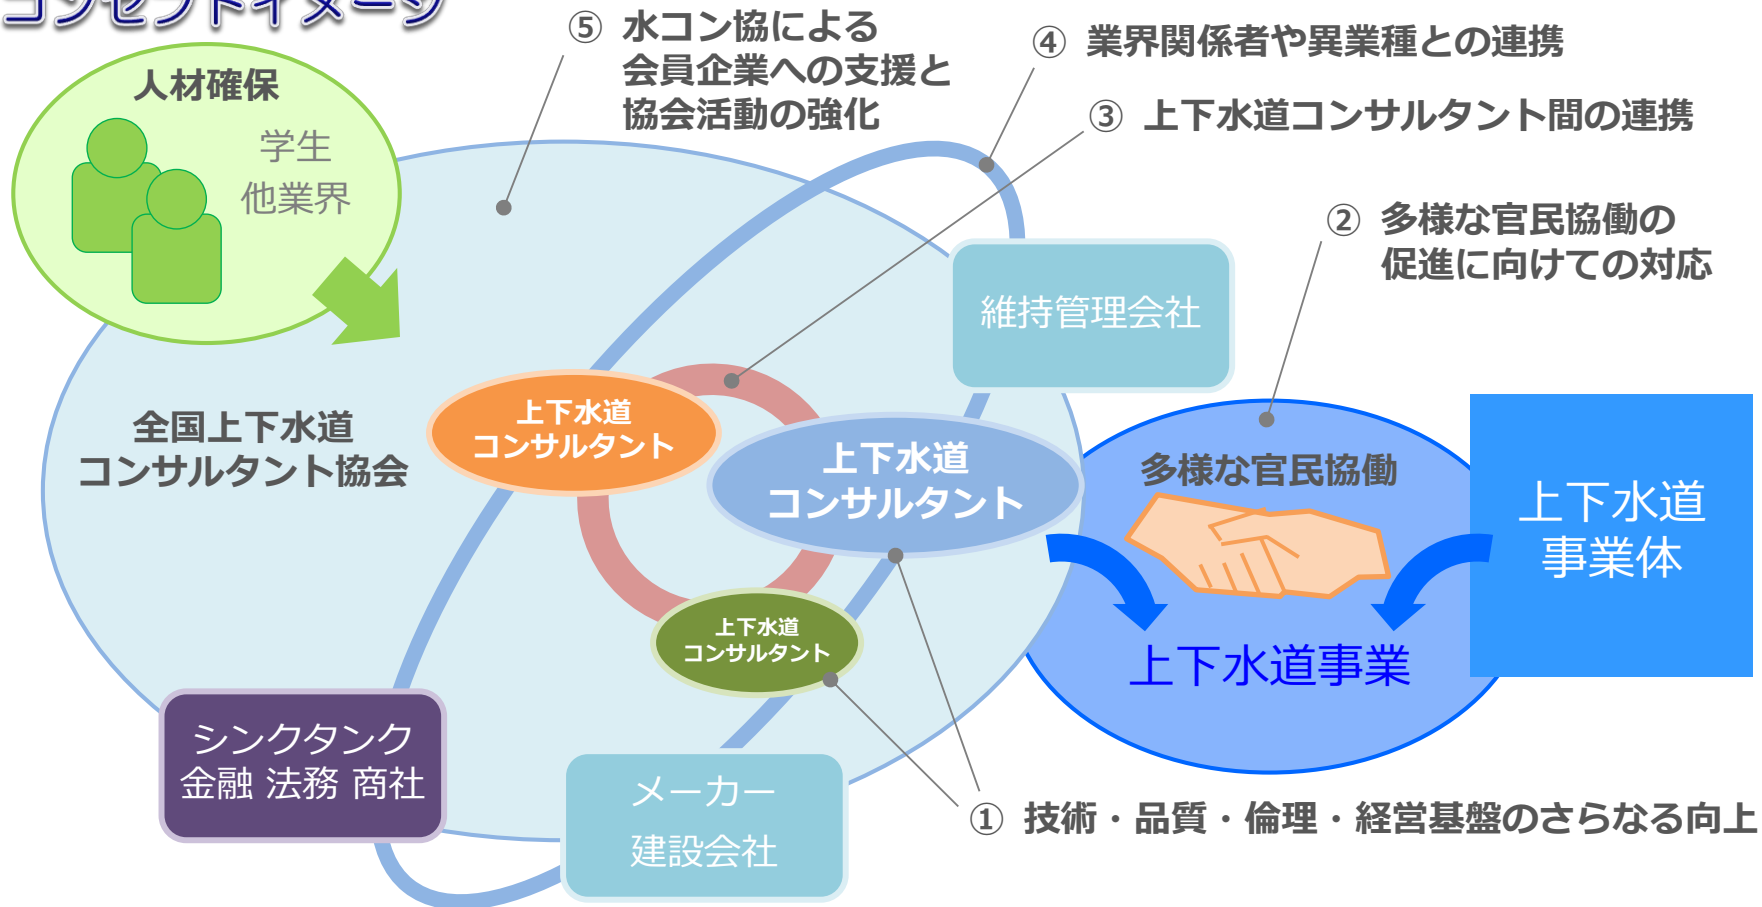 コンセプトイメージ
⑤ 水コン協による
会員企業への支援と
協会活動の強化
④ 業界関係者や異業種との連携
③ 上下水道コンサルタント間の連携
② 多様な官民協働の
促進に向けての対応
人材確保
学生
他業界
維持管理会社
全国上下水道
コンサルタント協会
上下水道
コンサルタント
上下水道
コンサルタント
上下水道
コンサルタント
多様な官民協働
上下水道事業
上下水道
事業体
シンクタンク
金融 法務 商社
メーカー
建設会社
① 技術・品質・倫理・経営基盤のさらなる向上